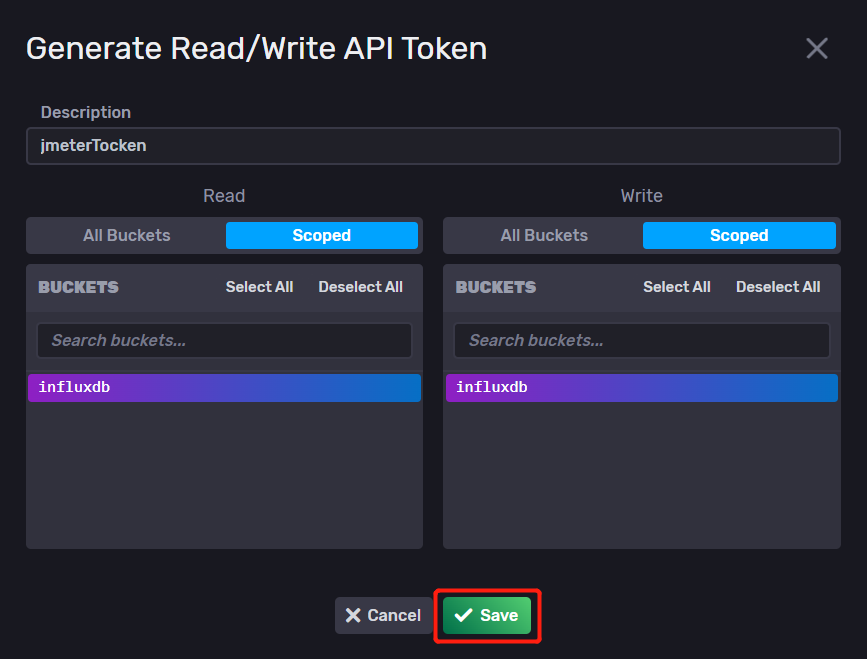 Generate Read/Write API Token
Description
jmeterTocken
Read
Write
All Buckets
Scoped
All Buckets
Scoped
BUCKETS
Select All
Deselect All
BUCKETS
Select All
Deselect All
Search buckets...
Search buckets...
influxdb
influxdb
Cancel
Save